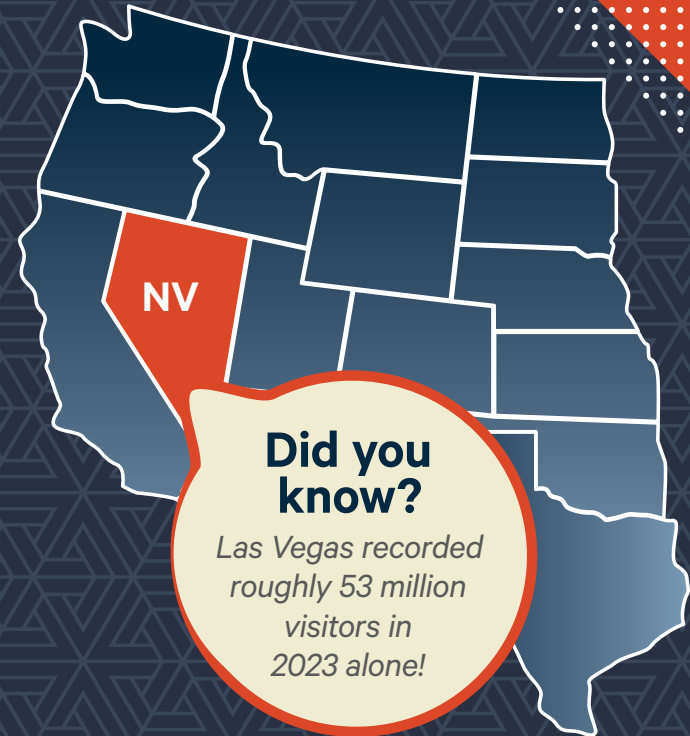 NV
Did you
know?
Las Vegas recorded
roughly 53 million
visitors in
2023 alone!